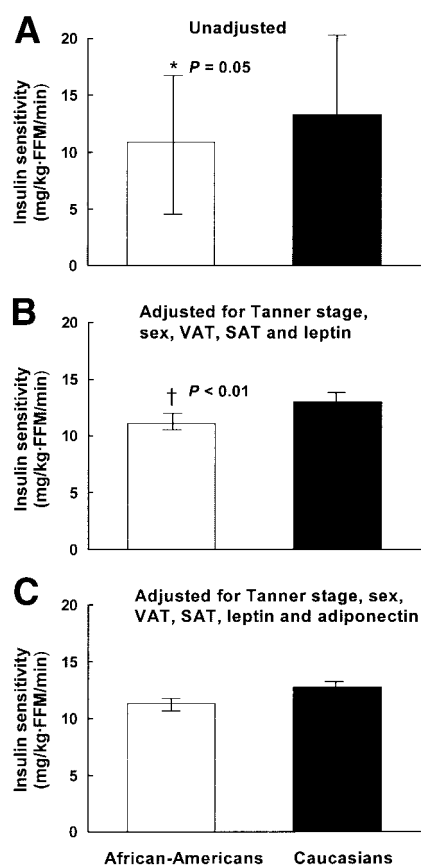 A
Unadjusted
* P = 0.05
Insulin sensitivity
(mg/kg·FFM/min)
20
15
10
5
0
B
Adjusted for Tanner stage,
sex, VAT, SAT and leptin
† P < 0.01
Insulin sensitivity
(mg/kg·FFM/min)
20
15
10
5
0
C
Adjusted for Tanner stage, sex,
VAT, SAT, leptin and adiponectin
Insulin sensitivity
(mg/kg·FFM/min)
20
15
10
5
0
African-Americans Caucasians